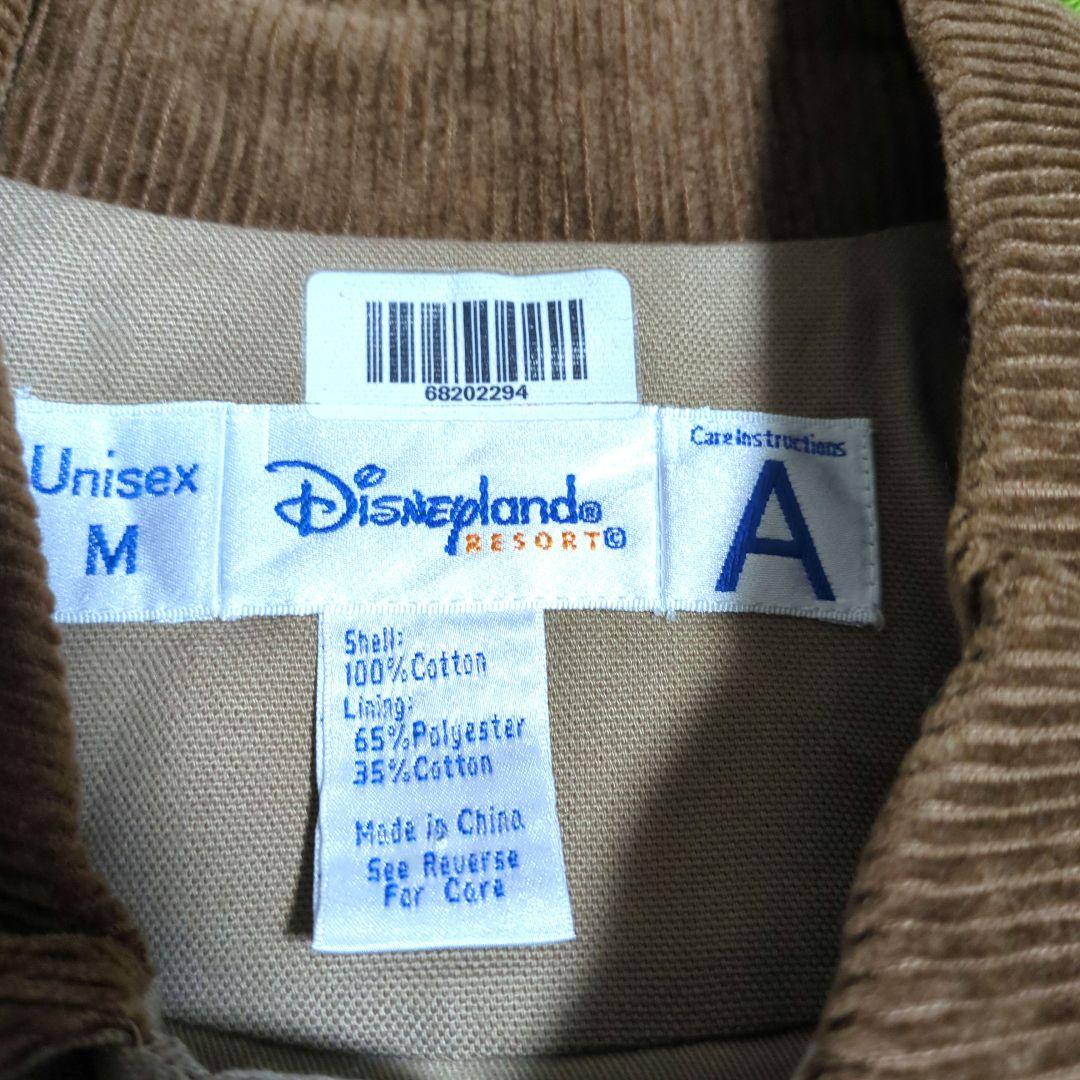 68202294
Unisex
M
Disneyland®
RESORT©
Care Instructions
A
Shell:
100%Cotton
Lining:
65%Polyester
35%Cotton
Made in China
See Reverse
For Care